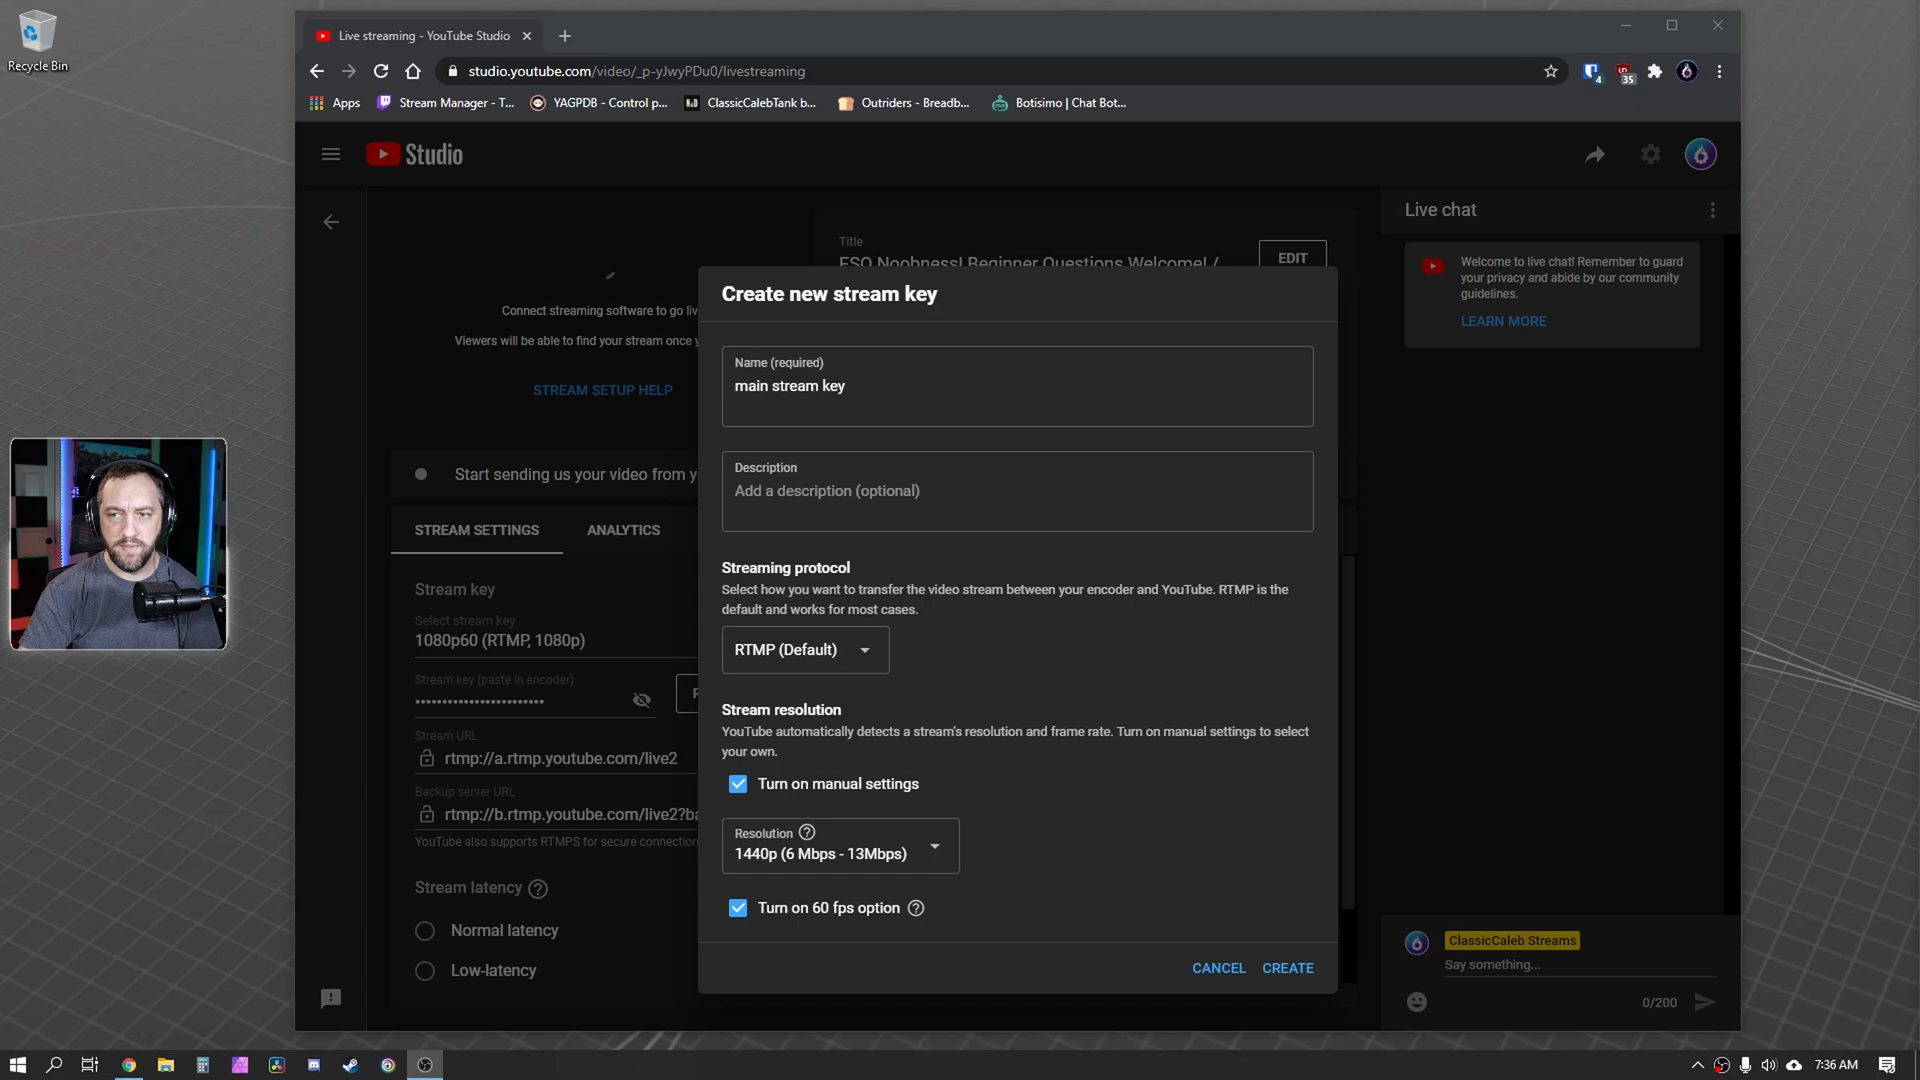 Recycle Bin
Live streaming - YouTube Studio
studio.youtube.com/video/_p-yJwyPDu0/livestreaming
4
35
Apps
Stream Manager - T...
YAGPDB - Control p...
ClassicCalebTank b...
Outriders - Breadb...
Botisimo | Chat Bot...
Studio
Title
ESO Noobness! Beginner Questions Welcome! /
EDIT
Connect streaming software to go liv
Viewers will be able to find your stream once y
STREAM SETUP HELP
Start sending us your video from y
STREAM SETTINGS
ANALYTICS
Stream key
Select stream key
1080p60 (RTMP, 1080p)
Stream key (paste in encoder)
••••••••••••••••••••••••
Stream URL
rtmp://a.rtmp.youtube.com/live2
Backup server URL
rtmp://b.rtmp.youtube.com/live2?ba
YouTube also supports RTMPS for secure connection
Stream latency
Normal latency
Low-latency
Create new stream key
Name (required)
main stream key
Description
Add a description (optional)
Streaming protocol
Select how you want to transfer the video stream between your encoder and YouTube. RTMP is the
default and works for most cases.
RTMP (Default)
Stream resolution
YouTube automatically detects a stream's resolution and frame rate. Turn on manual settings to select
your own.
Turn on manual settings
Resolution
1440p (6 Mbps - 13Mbps)
Turn on 60 fps option
CANCEL
CREATE
Live chat
Welcome to live chat! Remember to guard
your privacy and abide by our community
guidelines.
LEARN MORE
ClassicCaleb Streams
Say something...
0/200
7:36 AM